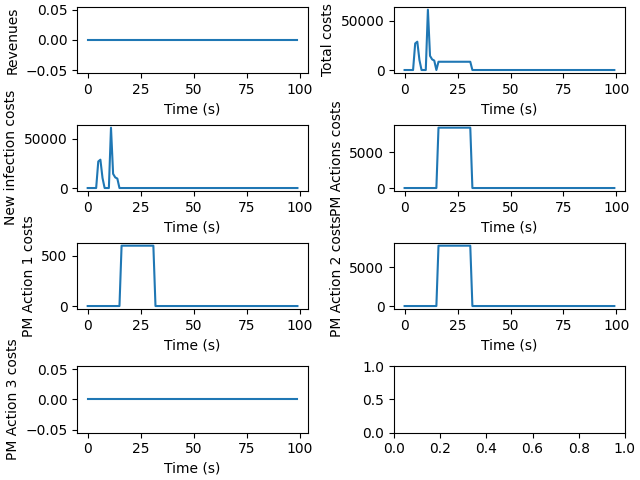 Revenues
0.05
0.00
−0.05
0 25 50 75 100
Time (s)
Total costs
50000
0
0 25 50 75 100
Time (s)
New infection costs
50000
0
0 25 50 75 100
Time (s)
PM Actions costs
5000
0
0 25 50 75 100
Time (s)
PM Action 1 costs
500
0
0 25 50 75 100
Time (s)
PM Action 2 costs
5000
0
0 25 50 75 100
Time (s)
PM Action 3 costs
0.05
0.00
−0.05
0 25 50 75 100
Time (s)
1.0
0.5
0.0
0.0 0.2 0.4 0.6 0.8 1.0